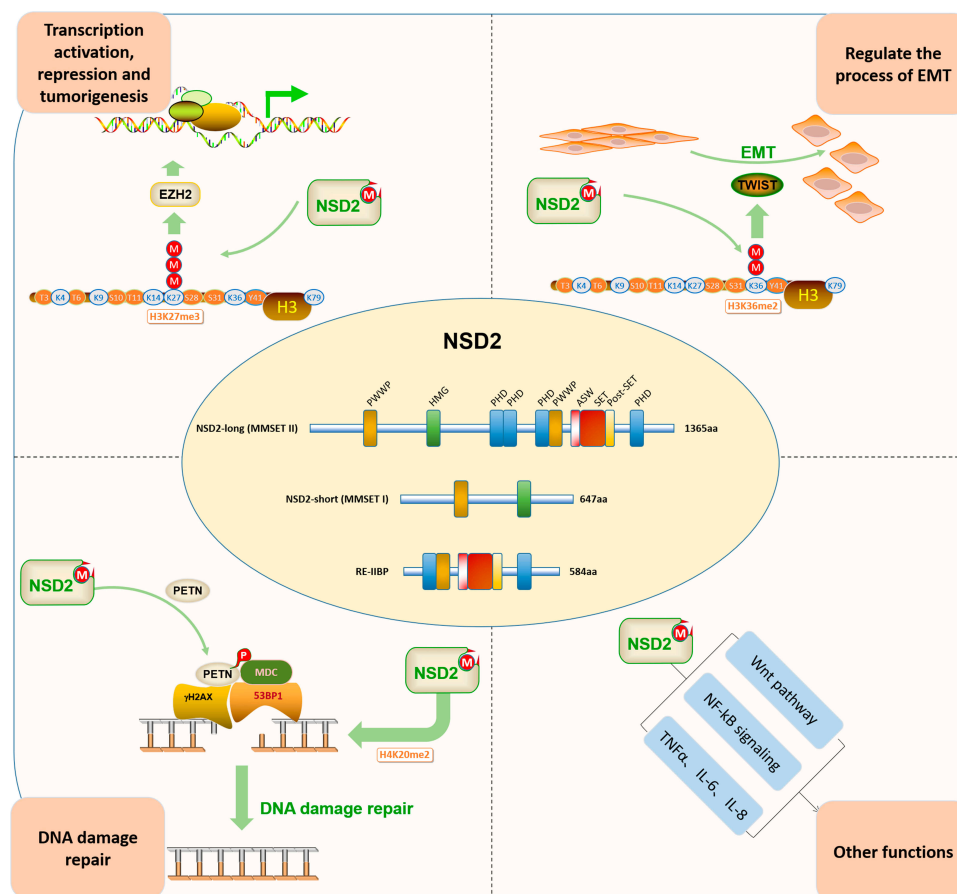 Transcription
activation,
repression and
tumorigenesis
EZH2
NSD2
M
M
M
M
T3 K4 T6 K9 S10 T11 K14 K27 S28 S31 K36 Y41 H3 K79
H3K27me3
Regulate the
process of EMT
EMT
TWIST
NSD2
M
M
M
T3 K4 T6 K9 S10 T11 K14 K27 S28 S31 K36 Y41 H3 K79
H3K36me2
NSD2
PWWP HMG PHD PHD PHD PWWP ASW SET Post-SET PHD
NSD2-long (MMSET II) 1365aa
NSD2-short (MMSET I) 647aa
RE-IIBP 584aa
NSD2
M
PETN
PETN
P
MDC
γH2AX
53BP1
NSD2
M
H4K20me2
DNA damage repair
DNA damage
repair
NSD2
M
Wnt pathway
NF-kB signaling
TNFα、IL-6、IL-8
Other functions